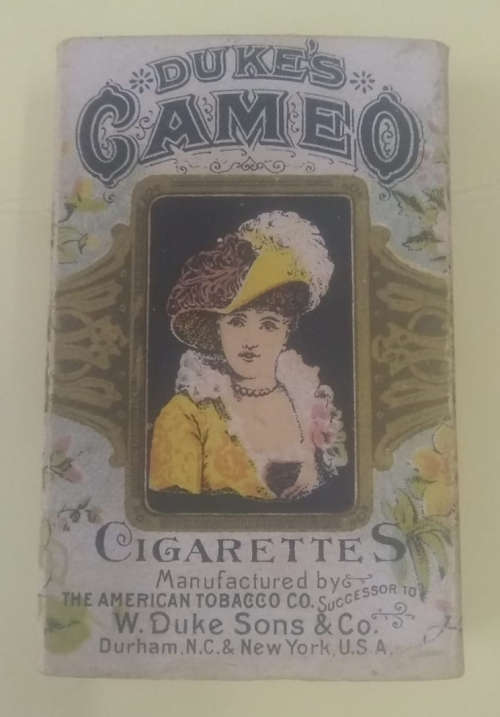 DUKE'S
CAMEO
CIGARETTES
Manufactured by
THE AMERICAN TOBACCO CO. SUCCESSOR TO
W. Duke Sons & Co.
Durham, N.C. & New York, U.S.A.